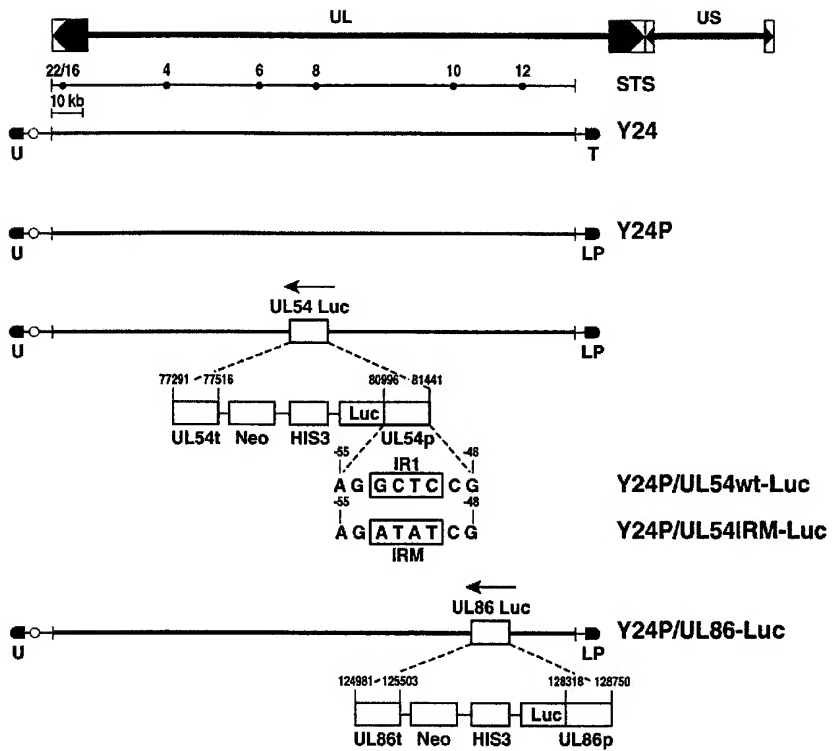 UL US
22/16 4 6 8 10 12 STS
10 kb
Y24
U T
Y24P
U LP
UL54 Luc
U LP
77291 77516 80996 81441
Luc
UL54t Neo HIS3 UL54p
-55 IR1 -48
A G G C T C C G Y24P/UL54wt-Luc
-55 -48
A G A T A T C G Y24P/UL54IRM-Luc
IRM
UL86 Luc
Y24P/UL86-Luc
U LP
124981 125503 128318 128750
Luc
UL86t Neo HIS3 UL86p